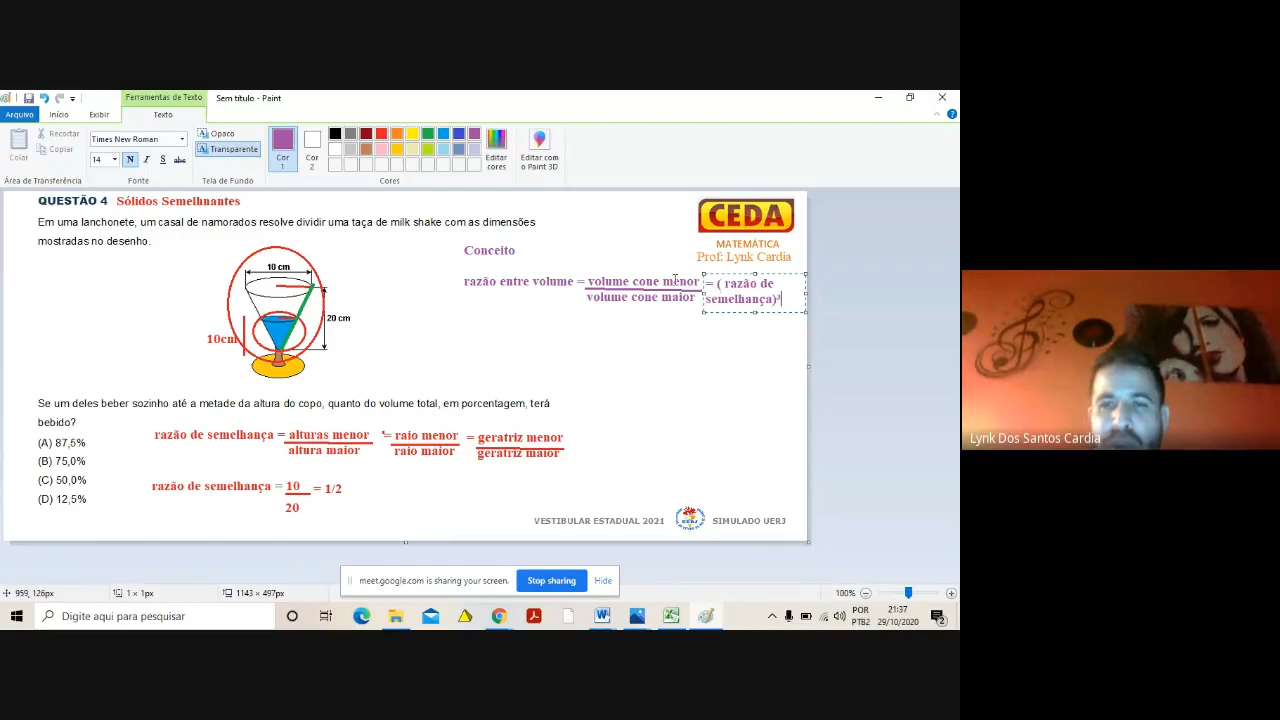 Ferramentas de Texto
Sem título - Paint
Arquivo
Início
Exibir
Texto
Colar
Recortar
Copiar
Área de Transferência
Times New Roman
14
N
I
S
abc
Fonte
Opaco
Transparente
Tela de Fundo
Cor
1
Cor
2
Cores
Editar
cores
Editar com
o Paint 3D
QUESTÃO 4 Sólidos Semelhnantes
Em uma lanchonete, um casal de namorados resolve dividir uma taça de milk shake com as dimensões
mostradas no desenho.
CEDA
MATEMÁTICA
Prof: Lynk Cardia
Conceito
razão entre volume = volume cone menor
volume cone maior
= ( razão de
semelhança)³
10 cm
20 cm
10cm
Se um deles beber sozinho até a metade da altura do copo, quanto do volume total, em porcentagem, terá
bebido?
(A) 87,5%
(B) 75,0%
(C) 50,0%
(D) 12,5%
razão de semelhança = alturas menor = raio menor = geratriz menor
altura maior raio maior geratriz maior
razão de semelhança = 10 = 1/2
20
VESTIBULAR ESTADUAL 2021 UERJ SIMULADO UERJ
Lynk Dos Santos Cardia
meet.google.com is sharing your screen.
Stop sharing
Hide
959, 126px
1 × 1px
1143 × 497px
100%
Digite aqui para pesquisar
POR
PTB2
21:37
29/10/2020
2